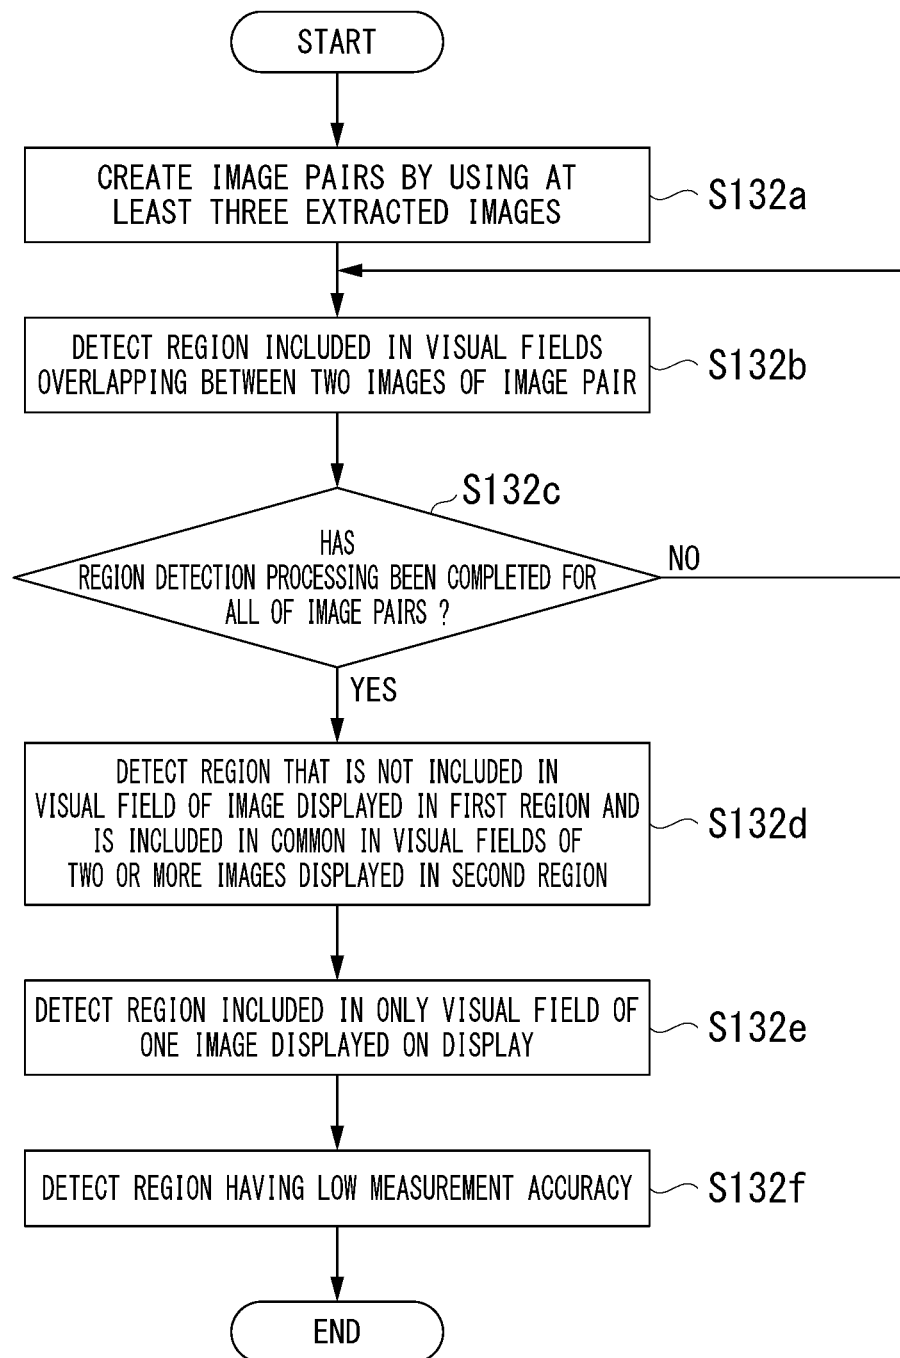 START
CREATE IMAGE PAIRS BY USING AT
LEAST THREE EXTRACTED IMAGES
S132a
DETECT REGION INCLUDED IN VISUAL FIELDS
OVERLAPPING BETWEEN TWO IMAGES OF IMAGE PAIR
S132b
S132c
HAS
REGION DETECTION PROCESSING BEEN COMPLETED FOR
ALL OF IMAGE PAIRS ?
NO
YES
DETECT REGION THAT IS NOT INCLUDED IN
VISUAL FIELD OF IMAGE DISPLAYED IN FIRST REGION AND
IS INCLUDED IN COMMON IN VISUAL FIELDS OF
TWO OR MORE IMAGES DISPLAYED IN SECOND REGION
S132d
DETECT REGION INCLUDED IN ONLY VISUAL FIELD OF
ONE IMAGE DISPLAYED ON DISPLAY
S132e
DETECT REGION HAVING LOW MEASUREMENT ACCURACY
S132f
END